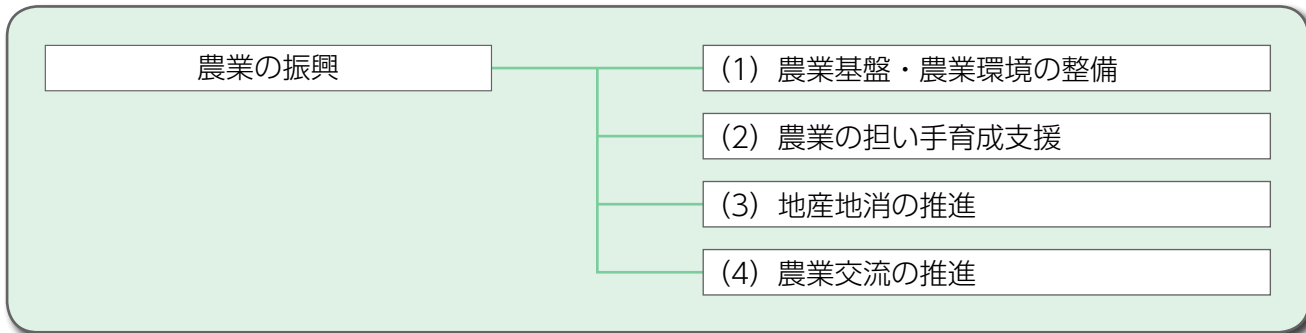 農業の振興
(1) 農業基盤・農業環境の整備
(2) 農業の担い手育成支援
(3) 地産地消の推進
(4) 農業交流の推進